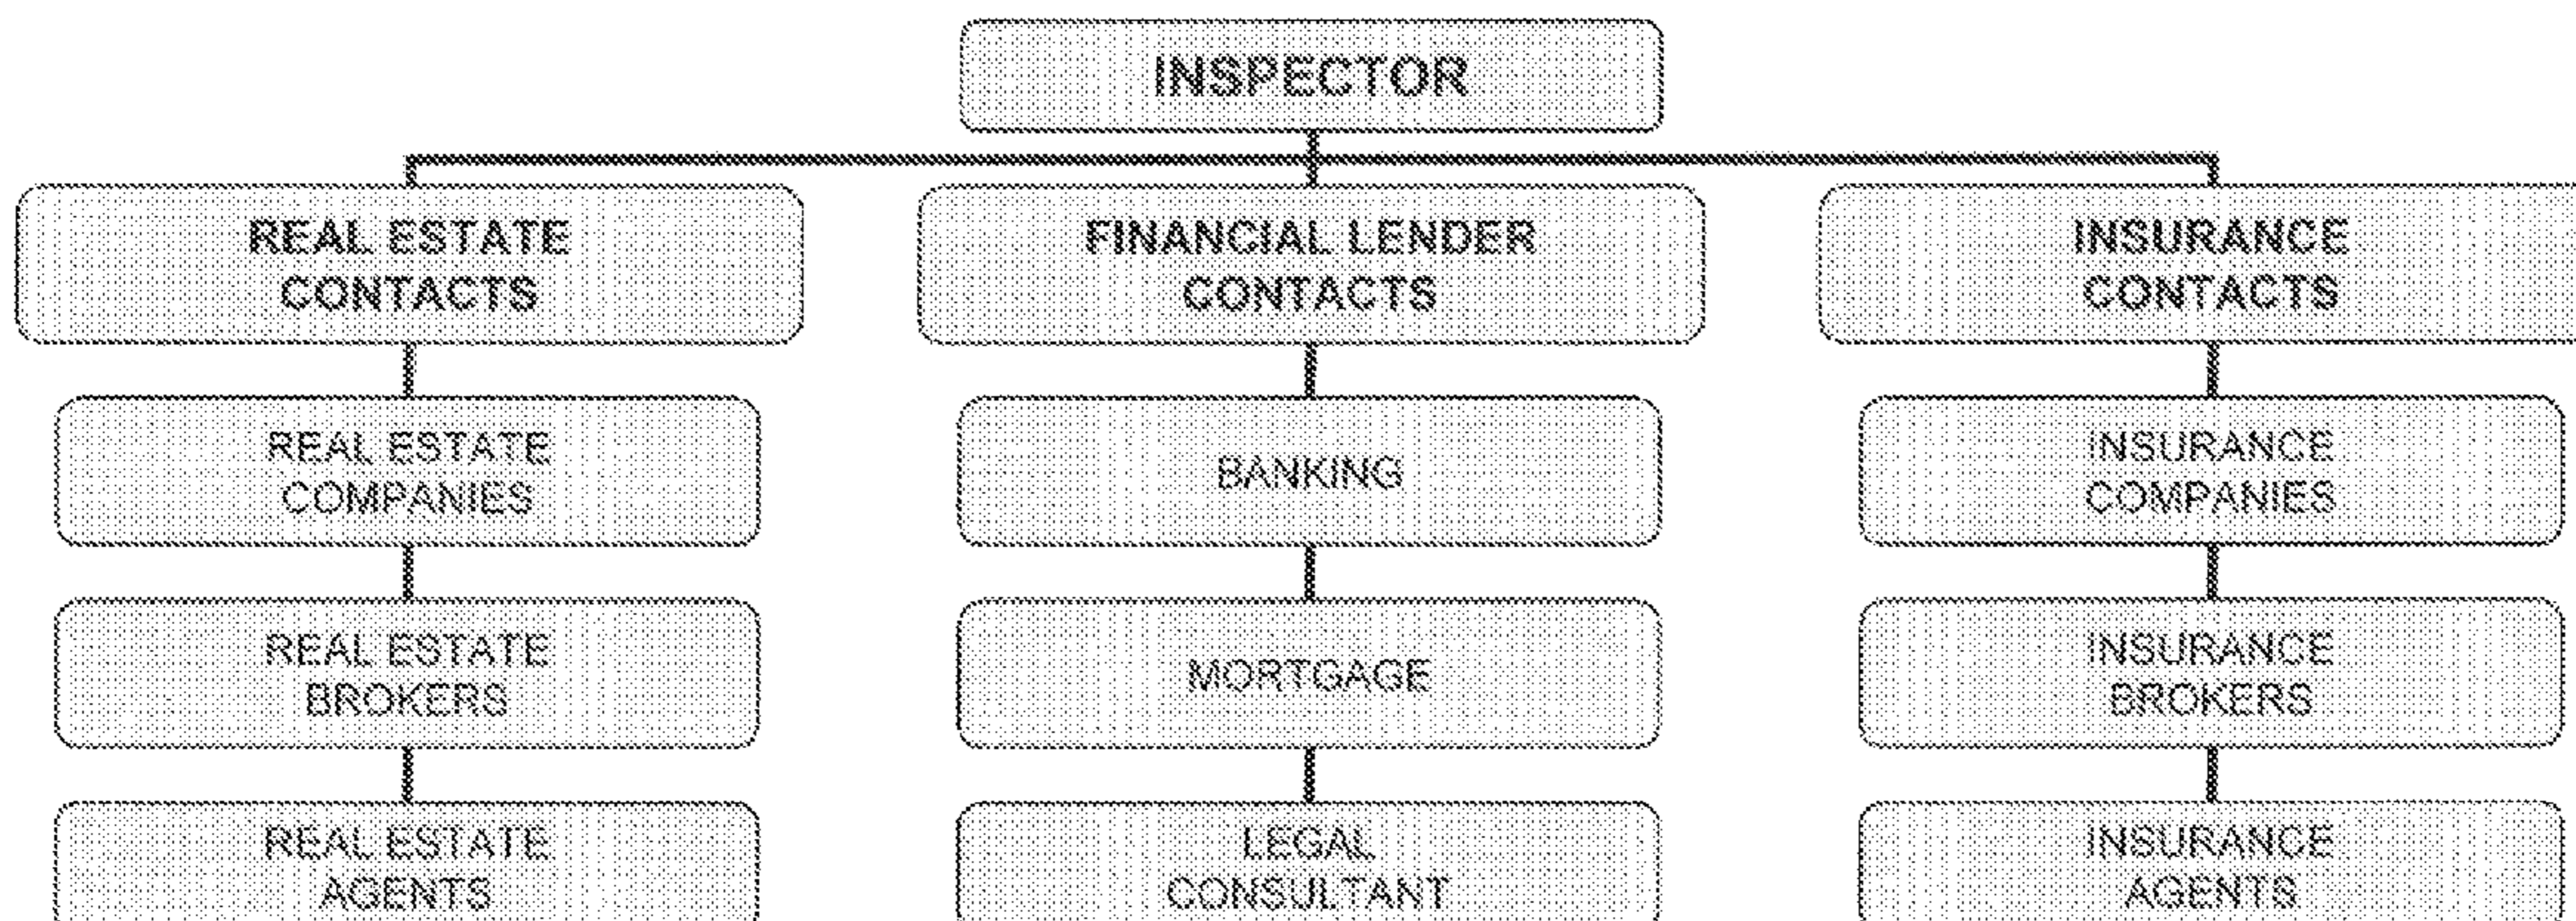 INSPECTOR
REAL ESTATE
CONTACTS
FINANCIAL LENDER
CONTACTS
INSURANCE
CONTACTS
REAL ESTATE
COMPANIES
BANKING
INSURANCE
COMPANIES
REAL ESTATE
BROKERS
MORTGAGE
INSURANCE
BROKERS
REAL ESTATE
AGENTS
LEGAL
CONSULTANT
INSURANCE
AGENTS